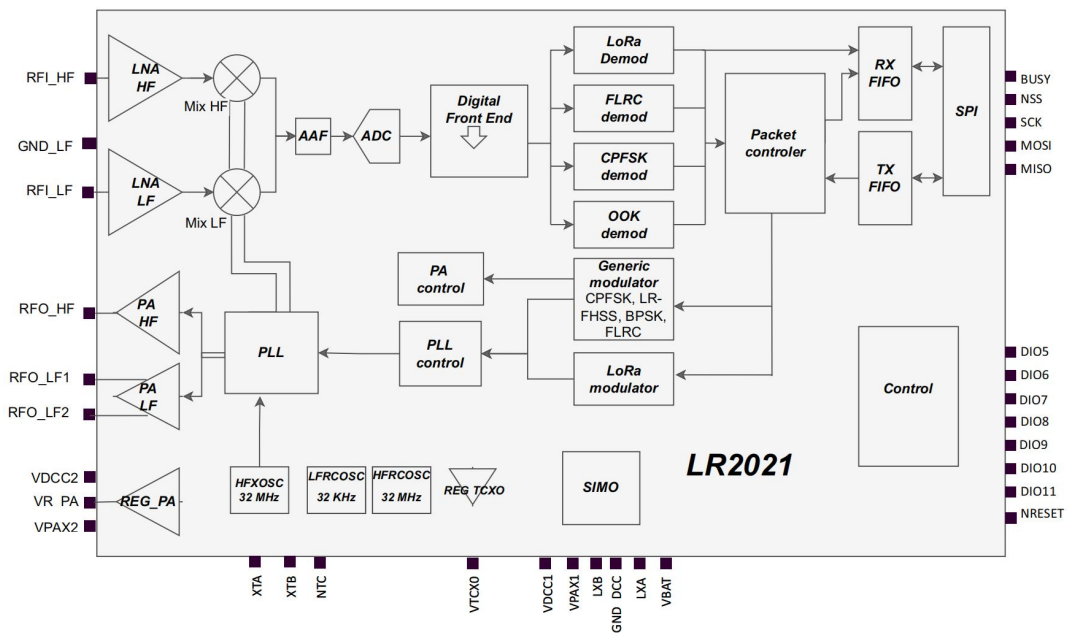 RFI_HF
GND_LF
RFI_LF
RFO_HF
RFO_LF1
RFO_LF2
VDCC2
VR_PA
VPAX2
LNA
HF
Mix HF
LNA
LF
Mix LF
AAF
ADC
Digital
Front End
LoRa
Demod
FLRC
demod
CPFSK
demod
OOK
demod
Packet
controler
RX
FIFO
TX
FIFO
SPI
BUSY
NSS
SCK
MOSI
MISO
PA
HF
PA
LF
PLL
PA
control
PLL
control
Generic
modulator
CPFSK, LR-
FHSS, BPSK,
FLRC
LoRa
modulator
Control
DIO5
DIO6
DIO7
DIO8
DIO9
DIO10
DIO11
NRESET
REG_PA
HFXOSC
32 MHz
LFRCOSC
32 KHz
HFRCOSC
32 MHz
REG TCXO
SIMO
LR2021
XTA
XTB
NTC
VTCX0
VDCC1
VPAX1
LXB
GND DCC
LXA
VBAT